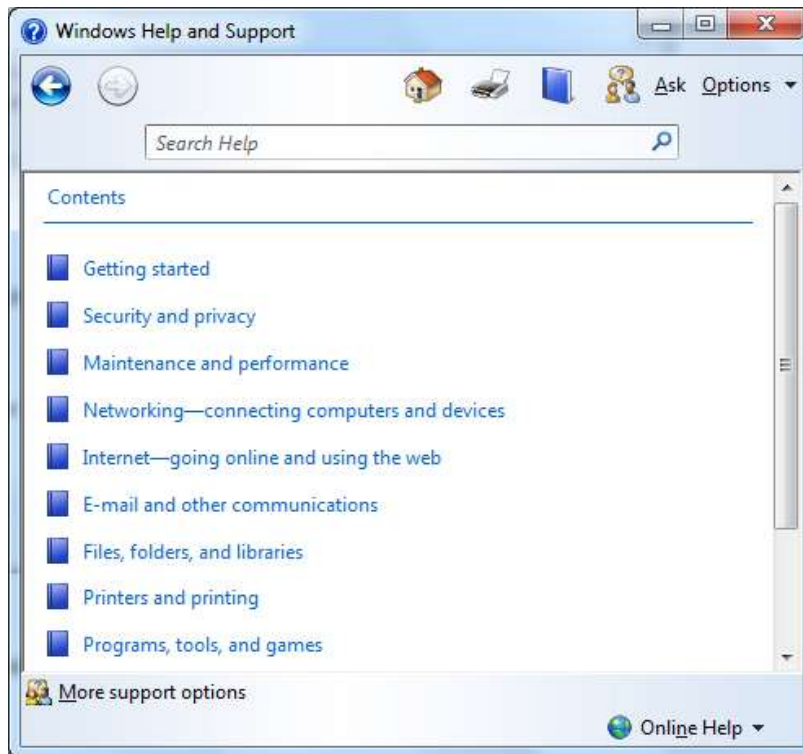 Windows Help and Support
Ask Options
Search Help
Contents
Getting started
Security and privacy
Maintenance and performance
Networking—connecting computers and devices
Internet—going online and using the web
E-mail and other communications
Files, folders, and libraries
Printers and printing
Programs, tools, and games
More support options
Online Help